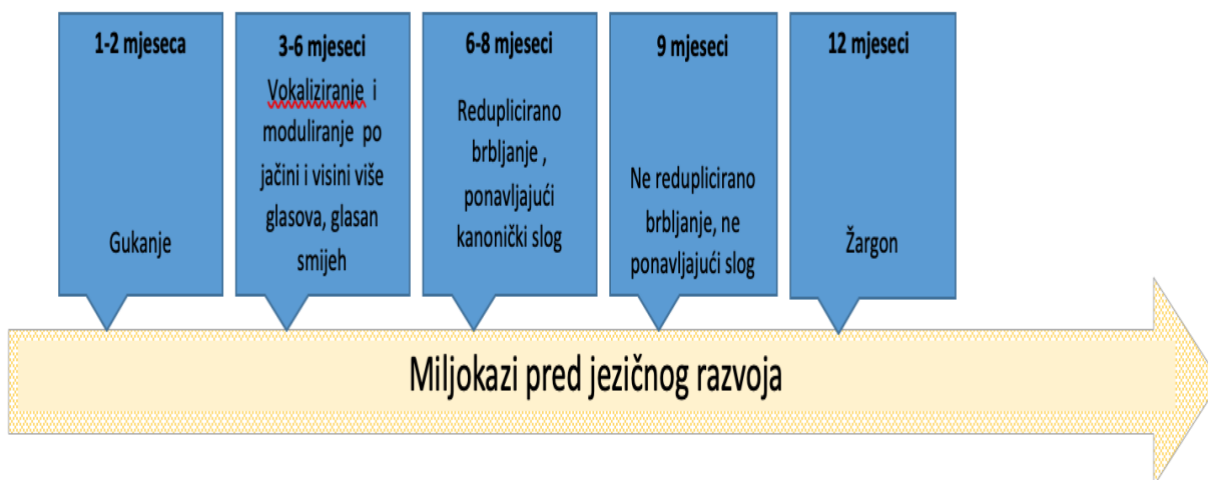 1-2 mjeseca
Gukanje
3-6 mjeseci
Vokaliziranje i
moduliranje po
jačini i visini više
glasova, glasan
smijeh
6-8 mjeseci
Reduplicirano
brbljanje ,
ponavljajući
kanonički slog
9 mjeseci
Ne reduplicirano
brbljanje, ne
ponavljajući slog
12 mjeseci
Žargon
Miljokazi pred jezičnog razvoja